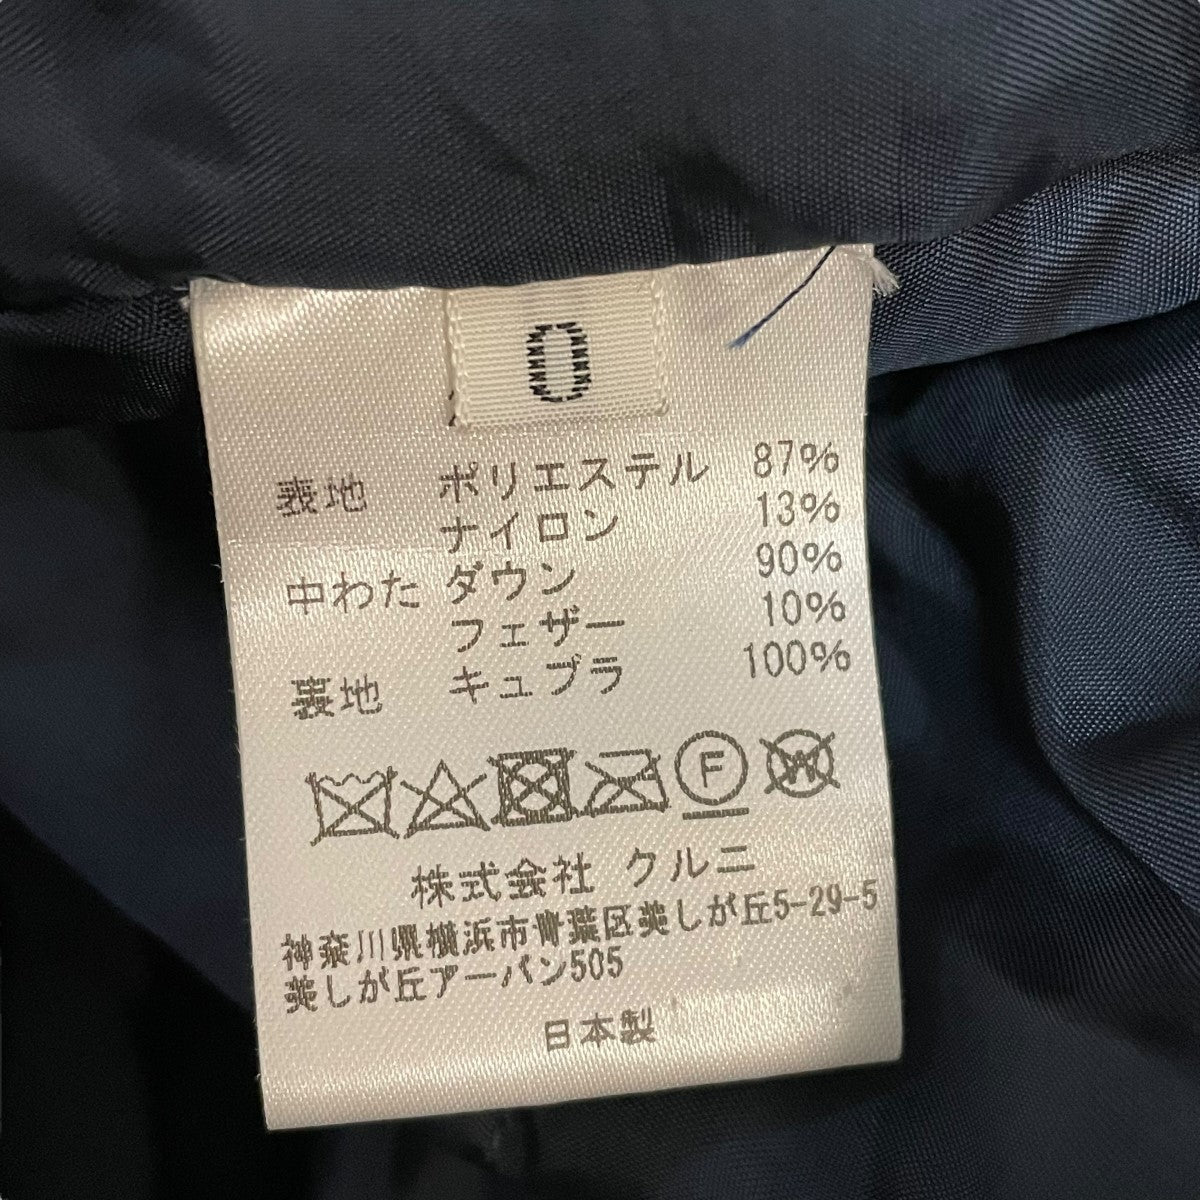 0
表地 ポリエステル 87%
ナイロン 13%
中わた ダウン 90%
フェザー 10%
裏地 キュプラ 100%
F W
株式会社 クルニ
神奈川県横浜市青葉区美しが丘5-29-5
美しが丘アーバン505
日本製